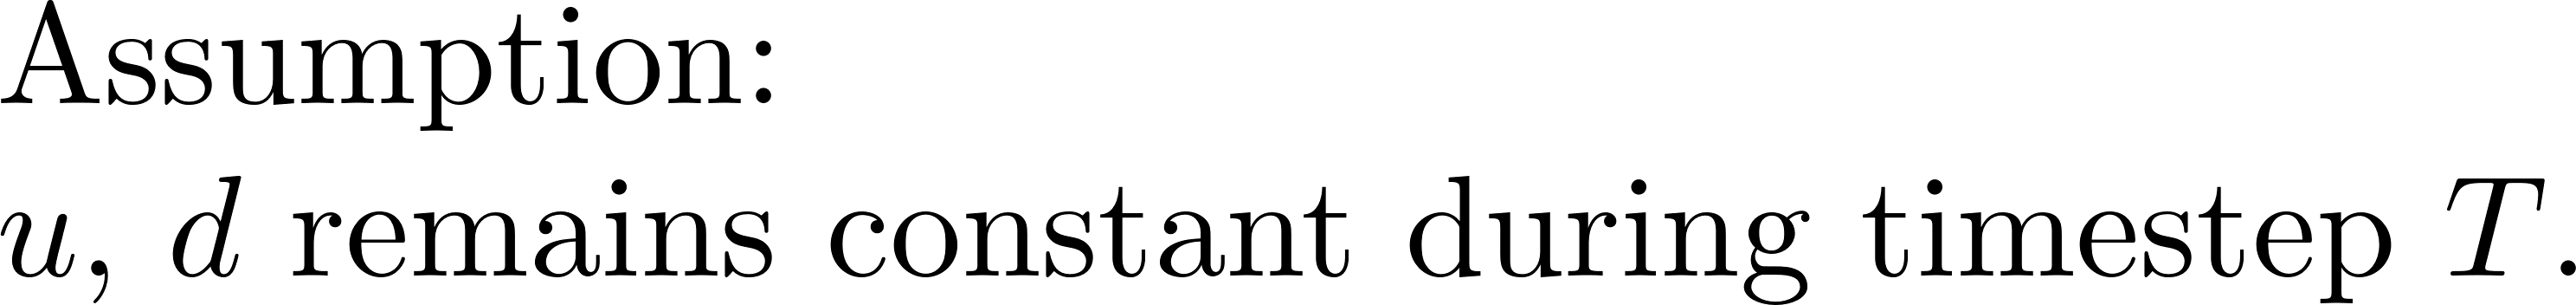 Assumption:
u, d remains constant during timestep T.